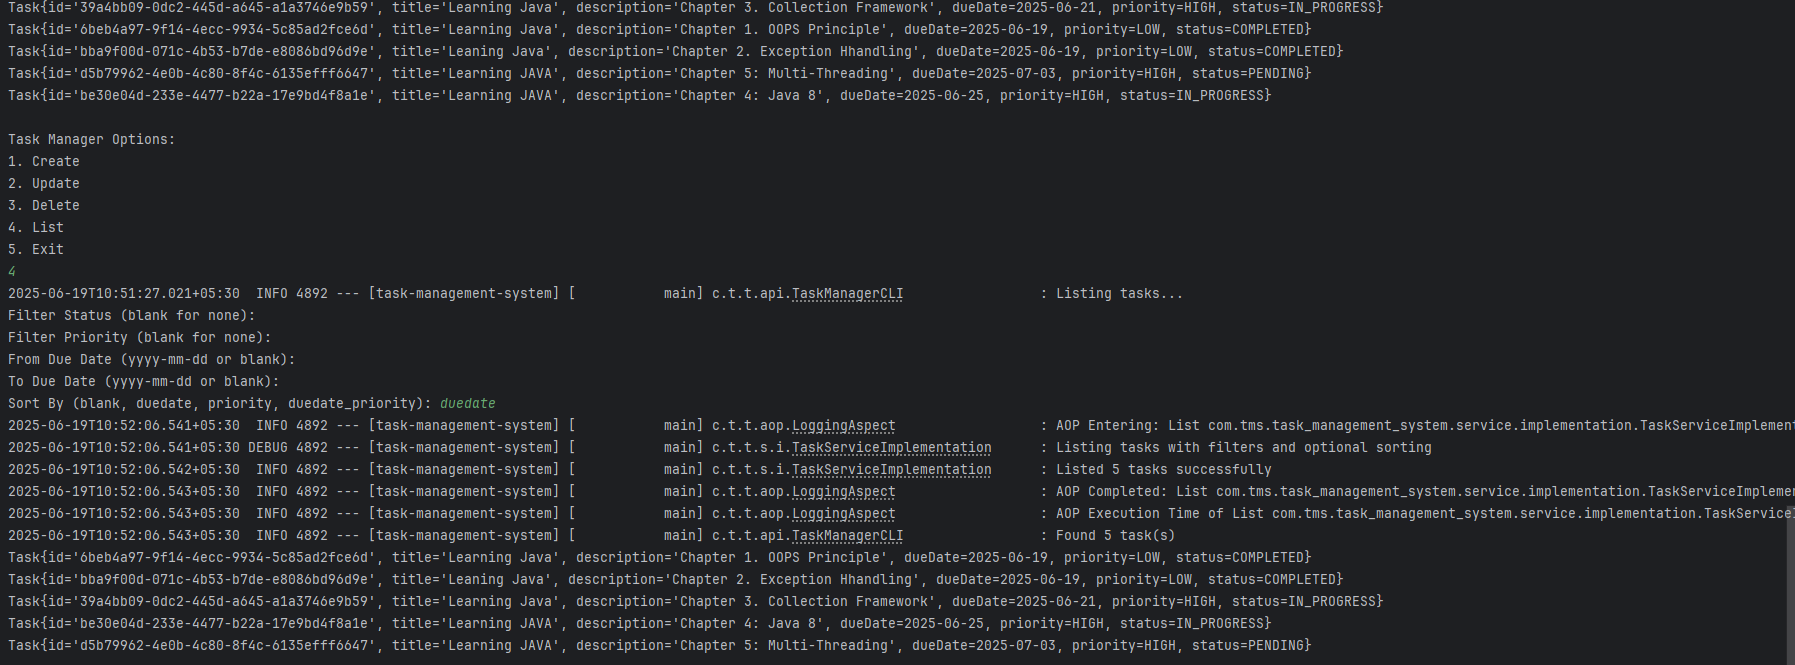 Task{id='39a4bb09-0dc2-445d-a645-a1a3746e9b59', title='Learning Java', description='Chapter 3. Collection Framework', dueDate=2025-06-21, priority=HIGH, status=IN_PROGRESS}
Task{id='6beb4a97-9f14-4ecc-9934-5c85ad2fce6d', title='Learning Java', description='Chapter 1. OOPS Principle', dueDate=2025-06-19, priority=LOW, status=COMPLETED}
Task{id='bba9f00d-071c-4b53-b7de-e8086bd96d9e', title='Leaning Java', description='Chapter 2. Exception Hhandling', dueDate=2025-06-19, priority=LOW, status=COMPLETED}
Task{id='d5b79962-4e0b-4c80-8f4c-6135efff6647', title='Learning JAVA', description='Chapter 5: Multi-Threading', dueDate=2025-07-03, priority=HIGH, status=PENDING}
Task{id='be30e04d-233e-4477-b22a-17e9bd4f8a1e', title='Learning JAVA', description='Chapter 4: Java 8', dueDate=2025-06-25, priority=HIGH, status=IN_PROGRESS}
Task Manager Options:
1. Create
2. Update
3. Delete
4. List
5. Exit
4
2025-06-19T10:51:27.021+05:30  INFO 4892 --- [task-management-system] [           main] c.t.t.api.TaskManagerCLI                 : Listing tasks...
Filter Status (blank for none):
Filter Priority (blank for none):
From Due Date (yyyy-mm-dd or blank):
To Due Date (yyyy-mm-dd or blank):
Sort By (blank, duedate, priority, duedate_priority): duedate
2025-06-19T10:52:06.541+05:30  INFO 4892 --- [task-management-system] [           main] c.t.t.aop.LoggingAspect                  : AOP Entering: List com.tms.task_management_system.service.implementation.TaskServiceImplement
2025-06-19T10:52:06.541+05:30 DEBUG 4892 --- [task-management-system] [           main] c.t.t.s.i.TaskServiceImplementation      : Listing tasks with filters and optional sorting
2025-06-19T10:52:06.542+05:30  INFO 4892 --- [task-management-system] [           main] c.t.t.s.i.TaskServiceImplementation      : Listed 5 tasks successfully
2025-06-19T10:52:06.543+05:30  INFO 4892 --- [task-management-system] [           main] c.t.t.aop.LoggingAspect                  : AOP Completed: List com.tms.task_management_system.service.implementation.TaskServiceImpleme
2025-06-19T10:52:06.543+05:30  INFO 4892 --- [task-management-system] [           main] c.t.t.aop.LoggingAspect                  : AOP Execution Time of List com.tms.task_management_system.service.implementation.TaskService
2025-06-19T10:52:06.543+05:30  INFO 4892 --- [task-management-system] [           main] c.t.t.api.TaskManagerCLI                 : Found 5 task(s)
Task{id='6beb4a97-9f14-4ecc-9934-5c85ad2fce6d', title='Learning Java', description='Chapter 1. OOPS Principle', dueDate=2025-06-19, priority=LOW, status=COMPLETED}
Task{id='bba9f00d-071c-4b53-b7de-e8086bd96d9e', title='Leaning Java', description='Chapter 2. Exception Hhandling', dueDate=2025-06-19, priority=LOW, status=COMPLETED}
Task{id='39a4bb09-0dc2-445d-a645-a1a3746e9b59', title='Learning Java', description='Chapter 3. Collection Framework', dueDate=2025-06-21, priority=HIGH, status=IN_PROGRESS}
Task{id='be30e04d-233e-4477-b22a-17e9bd4f8a1e', title='Learning JAVA', description='Chapter 4: Java 8', dueDate=2025-06-25, priority=HIGH, status=IN_PROGRESS}
Task{id='d5b79962-4e0b-4c80-8f4c-6135efff6647', title='Learning JAVA', description='Chapter 5: Multi-Threading', dueDate=2025-07-03, priority=HIGH, status=PENDING}